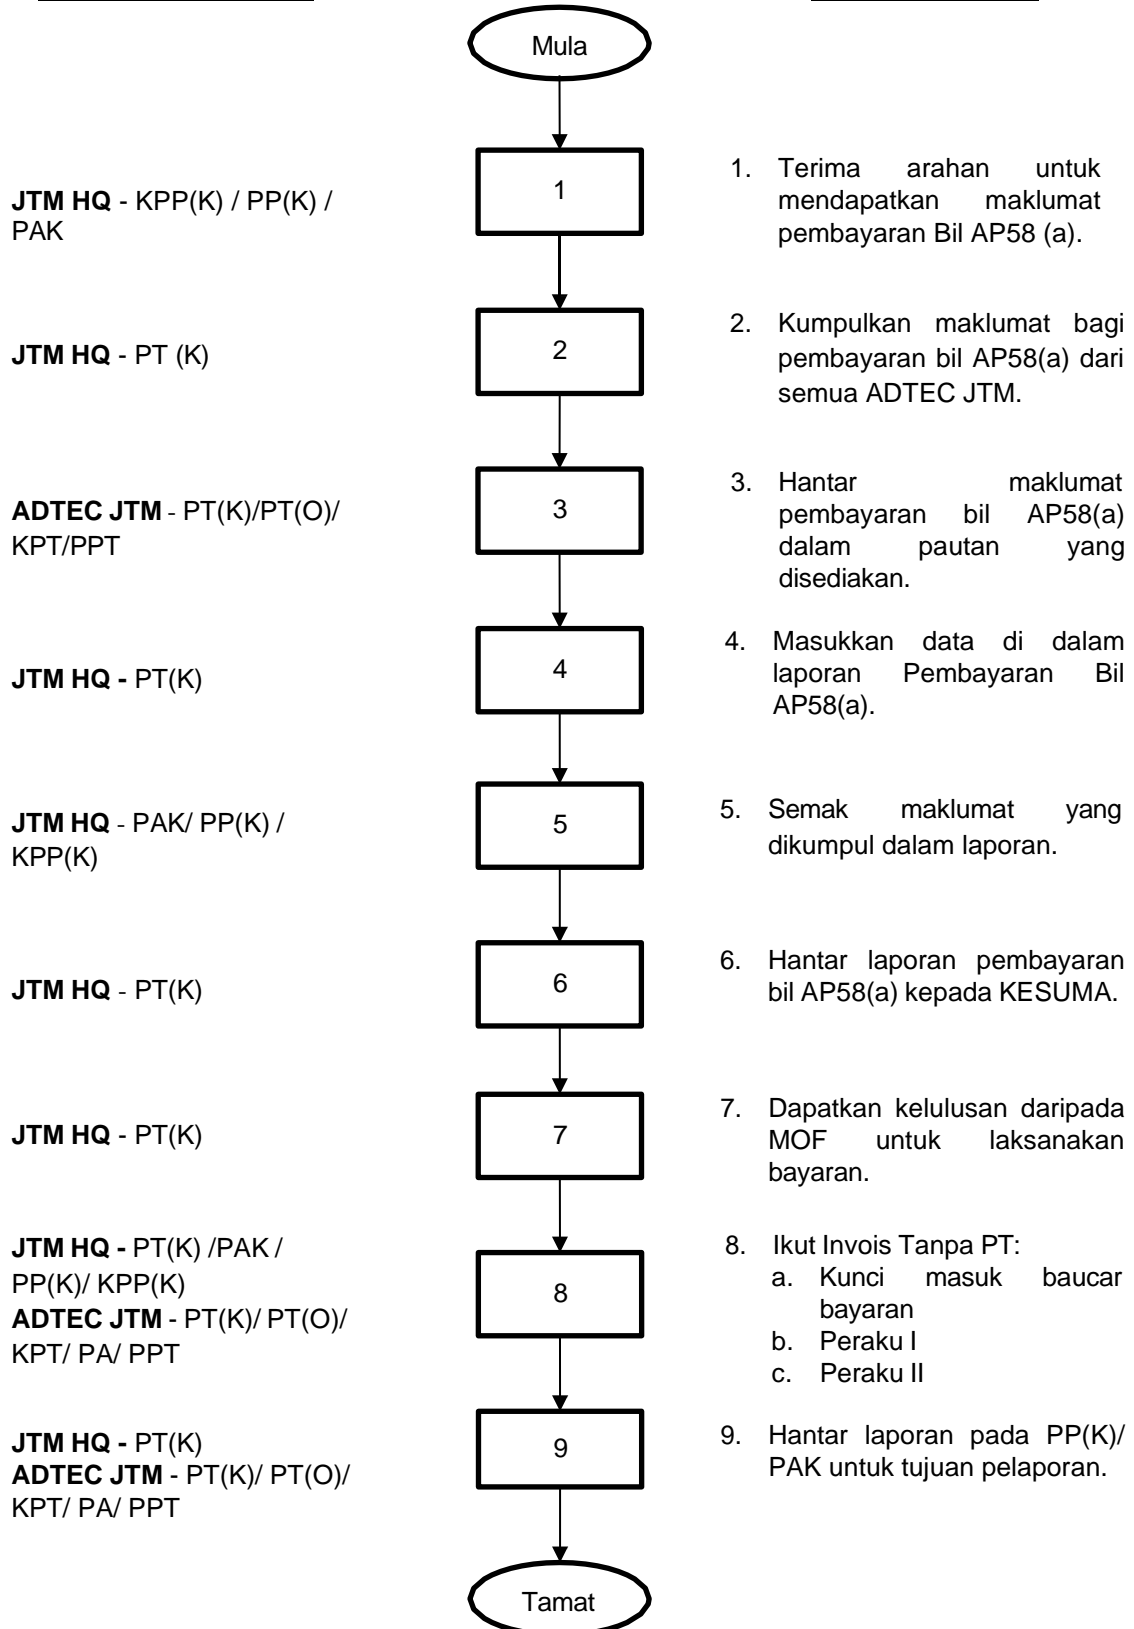 Mula
JTM HQ - KPP(K) / PP(K) /
PAK
1
1. Terima arahan untuk
mendapatkan maklumat
pembayaran Bil AP58 (a).
JTM HQ - PT (K)
2
2. Kumpulkan maklumat bagi
pembayaran bil AP58(a) dari
semua ADTEC JTM.
ADTEC JTM - PT(K)/PT(O)/
KPT/PPT
3
3. Hantar maklumat
pembayaran bil AP58(a)
dalam pautan yang
disediakan.
JTM HQ - PT(K)
4
4. Masukkan data di dalam
laporan Pembayaran Bil
AP58(a).
JTM HQ - PAK/ PP(K) /
KPP(K)
5
5. Semak maklumat yang
dikumpul dalam laporan.
JTM HQ - PT(K)
6
6. Hantar laporan pembayaran
bil AP58(a) kepada KESUMA.
JTM HQ - PT(K)
7
7. Dapatkan kelulusan daripada
MOF untuk laksanakan
bayaran.
JTM HQ - PT(K) /PAK /
PP(K)/ KPP(K)
ADTEC JTM - PT(K)/ PT(O)/
KPT/ PA/ PPT
8
8. Ikut Invois Tanpa PT:
a. Kunci masuk baucar
bayaran
b. Peraku I
c. Peraku II
JTM HQ - PT(K)
ADTEC JTM - PT(K)/ PT(O)/
KPT/ PA/ PPT
9
9. Hantar laporan pada PP(K)/
PAK untuk tujuan pelaporan.
Tamat